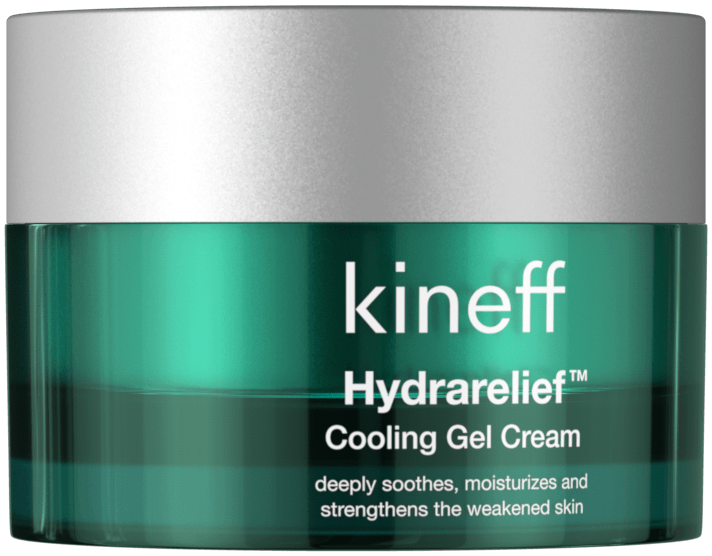 kineff
Hydrarelief™
Cooling Gel Cream
deeply soothes, moisturizes and
strengthens the weakened skin